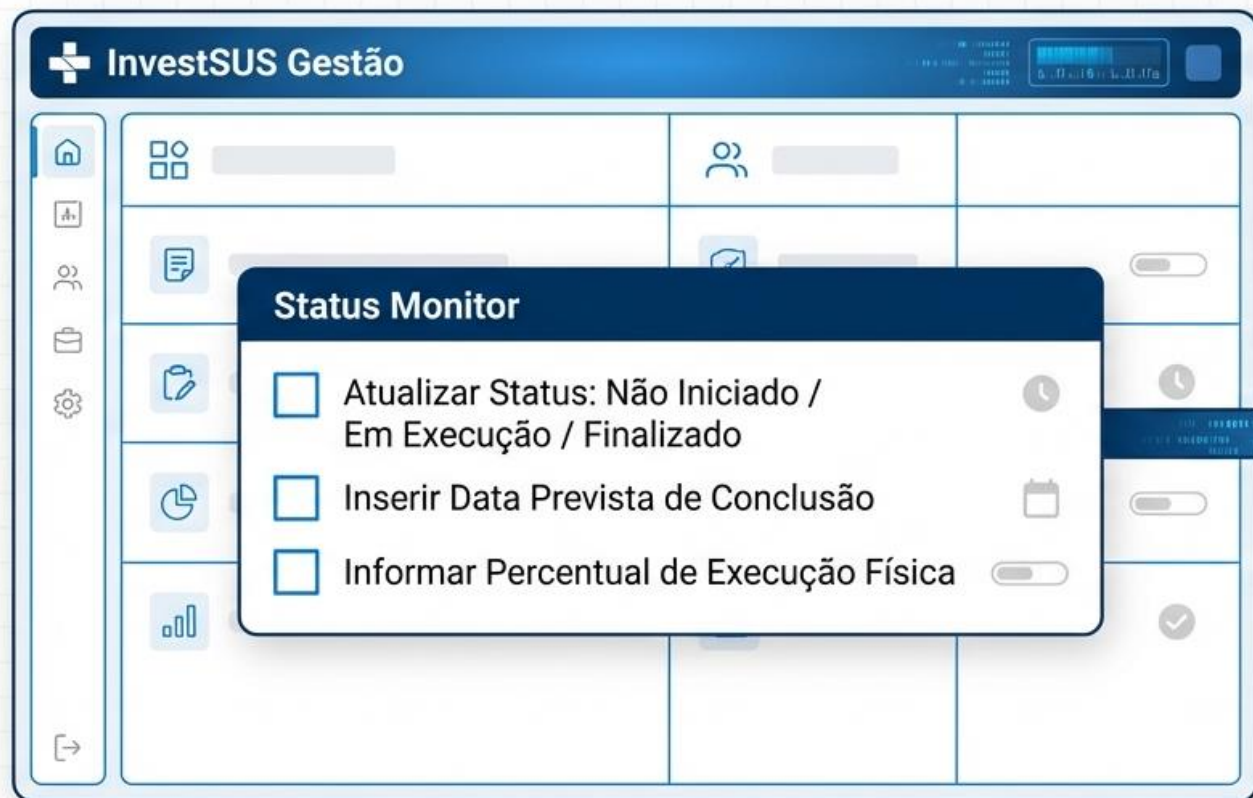 InvestSUS Gestão
Status Monitor
Atualizar Status: Não Iniciado /
Em Execução / Finalizado
Inserir Data Prevista de Conclusão
Informar Percentual de Execução Física